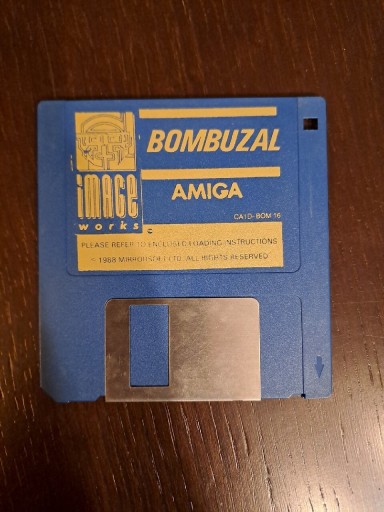 BOMBUZAL
AMIGA
IMAGE
works
CA1D-BOM 16
PLEASE REFER TO ENCLOSED LOADING INSTRUCTIONS
© 1988 MIRRORSOFT LTD. ALL RIGHTS RESERVED